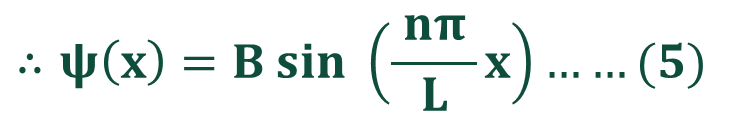 ∴ ψ(x) = B sin (nπ/L x) … … (5)